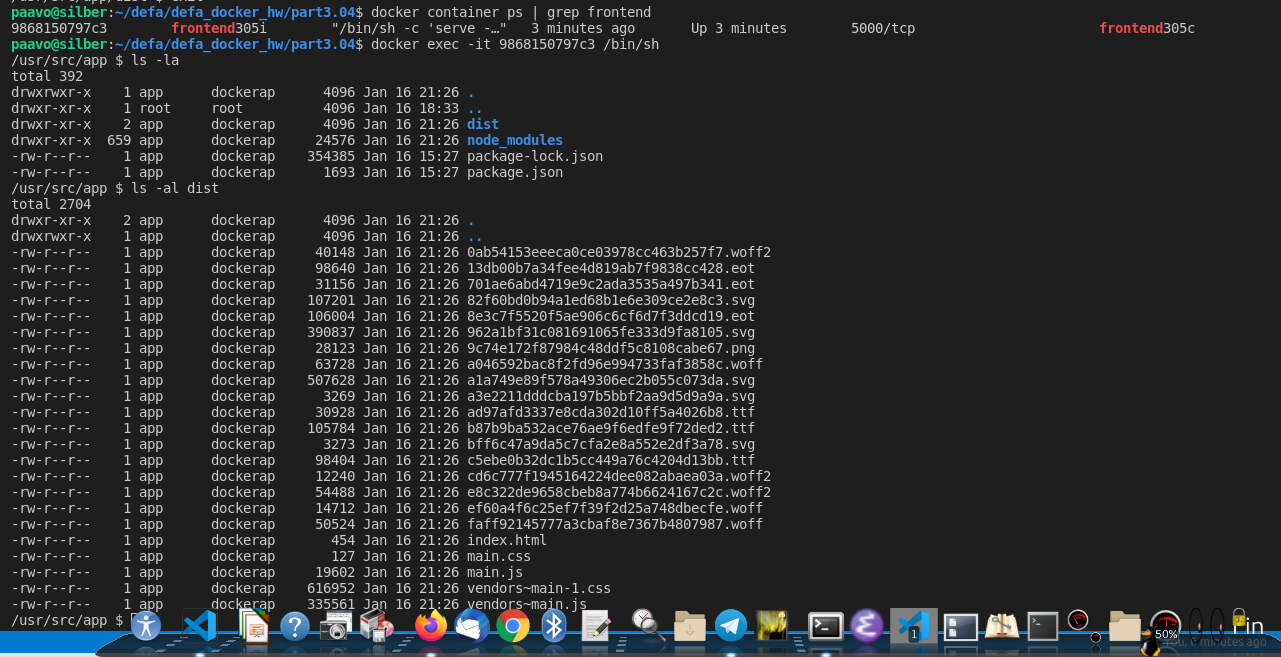 paavo@silber:~/defa/defa_docker_hw/part3.04$ docker container ps | grep frontend
9868150797c3        frontend305i        "/bin/sh -c 'serve -…"   3 minutes ago       Up 3 minutes        5000/tcp                       frontend305c
paavo@silber:~/defa/defa_docker_hw/part3.04$ docker exec -it 9868150797c3 /bin/sh
/usr/src/app $ ls -la
total 392
drwxrwxr-x    1 app      dockerap      4096 Jan 16 21:26 .
drwxr-xr-x    1 root     root          4096 Jan 16 18:33 ..
drwxr-xr-x    2 app      dockerap      4096 Jan 16 21:26 dist
drwxr-xr-x  659 app      dockerap     24576 Jan 16 21:26 node_modules
-rw-r--r--    1 app      dockerap    354385 Jan 16 15:27 package-lock.json
-rw-r--r--    1 app      dockerap      1693 Jan 16 15:27 package.json
/usr/src/app $ ls -al dist
total 2704
drwxr-xr-x    2 app      dockerap      4096 Jan 16 21:26 .
drwxrwxr-x    1 app      dockerap      4096 Jan 16 21:26 ..
-rw-r--r--    1 app      dockerap     40148 Jan 16 21:26 0ab54153eeeca0ce03978cc463b257f7.woff2
-rw-r--r--    1 app      dockerap     98640 Jan 16 21:26 13db00b7a34fee4d819ab7f9838cc428.eot
-rw-r--r--    1 app      dockerap     31156 Jan 16 21:26 701ae6abd4719e9c2ada3535a497b341.eot
-rw-r--r--    1 app      dockerap    107201 Jan 16 21:26 82f60bd0b94a1ed68b1e6e309ce2e8c3.svg
-rw-r--r--    1 app      dockerap    106004 Jan 16 21:26 8e3c7f5520f5ae906c6cf6d7f3ddcd19.eot
-rw-r--r--    1 app      dockerap    390837 Jan 16 21:26 962a1bf31c081691065fe333d9fa8105.svg
-rw-r--r--    1 app      dockerap     28123 Jan 16 21:26 9c74e172f87984c48ddf5c8108cabe67.png
-rw-r--r--    1 app      dockerap     63728 Jan 16 21:26 a046592bac8f2fd96e994733faf3858c.woff
-rw-r--r--    1 app      dockerap    507628 Jan 16 21:26 a1a749e89f578a49306ec2b055c073da.svg
-rw-r--r--    1 app      dockerap      3269 Jan 16 21:26 a3e2211dddcba197b5bbf2aa9d5d9a9a.svg
-rw-r--r--    1 app      dockerap     30928 Jan 16 21:26 ad97afd3337e8cda302d10ff5a4026b8.ttf
-rw-r--r--    1 app      dockerap    105784 Jan 16 21:26 b87b9ba532ace76ae9f6edfe9f72ded2.ttf
-rw-r--r--    1 app      dockerap      3273 Jan 16 21:26 bff6c47a9da5c7cfa2e8a552e2df3a78.svg
-rw-r--r--    1 app      dockerap     98404 Jan 16 21:26 c5ebe0b32dc1b5cc449a76c4204d13bb.ttf
-rw-r--r--    1 app      dockerap     12240 Jan 16 21:26 cd6c777f1945164224dee082abaea03a.woff2
-rw-r--r--    1 app      dockerap     54488 Jan 16 21:26 e8c322de9658cbeb8a774b6624167c2c.woff2
-rw-r--r--    1 app      dockerap     14712 Jan 16 21:26 ef60a4f6c25ef7f39f2d25a748dbecfe.woff
-rw-r--r--    1 app      dockerap     50524 Jan 16 21:26 faff92145777a3cbaf8e7367b4807987.woff
-rw-r--r--    1 app      dockerap       454 Jan 16 21:26 index.html
-rw-r--r--    1 app      dockerap       127 Jan 16 21:26 main.css
-rw-r--r--    1 app      dockerap     19602 Jan 16 21:26 main.js
-rw-r--r--    1 app      dockerap    616952 Jan 16 21:26 vendors~main-1.css
-rw-r--r--    1 app      dockerap    335561 Jan 16 21:26 vendors~main.js
/usr/src/app $
1
50%
You, 6 minutes ago